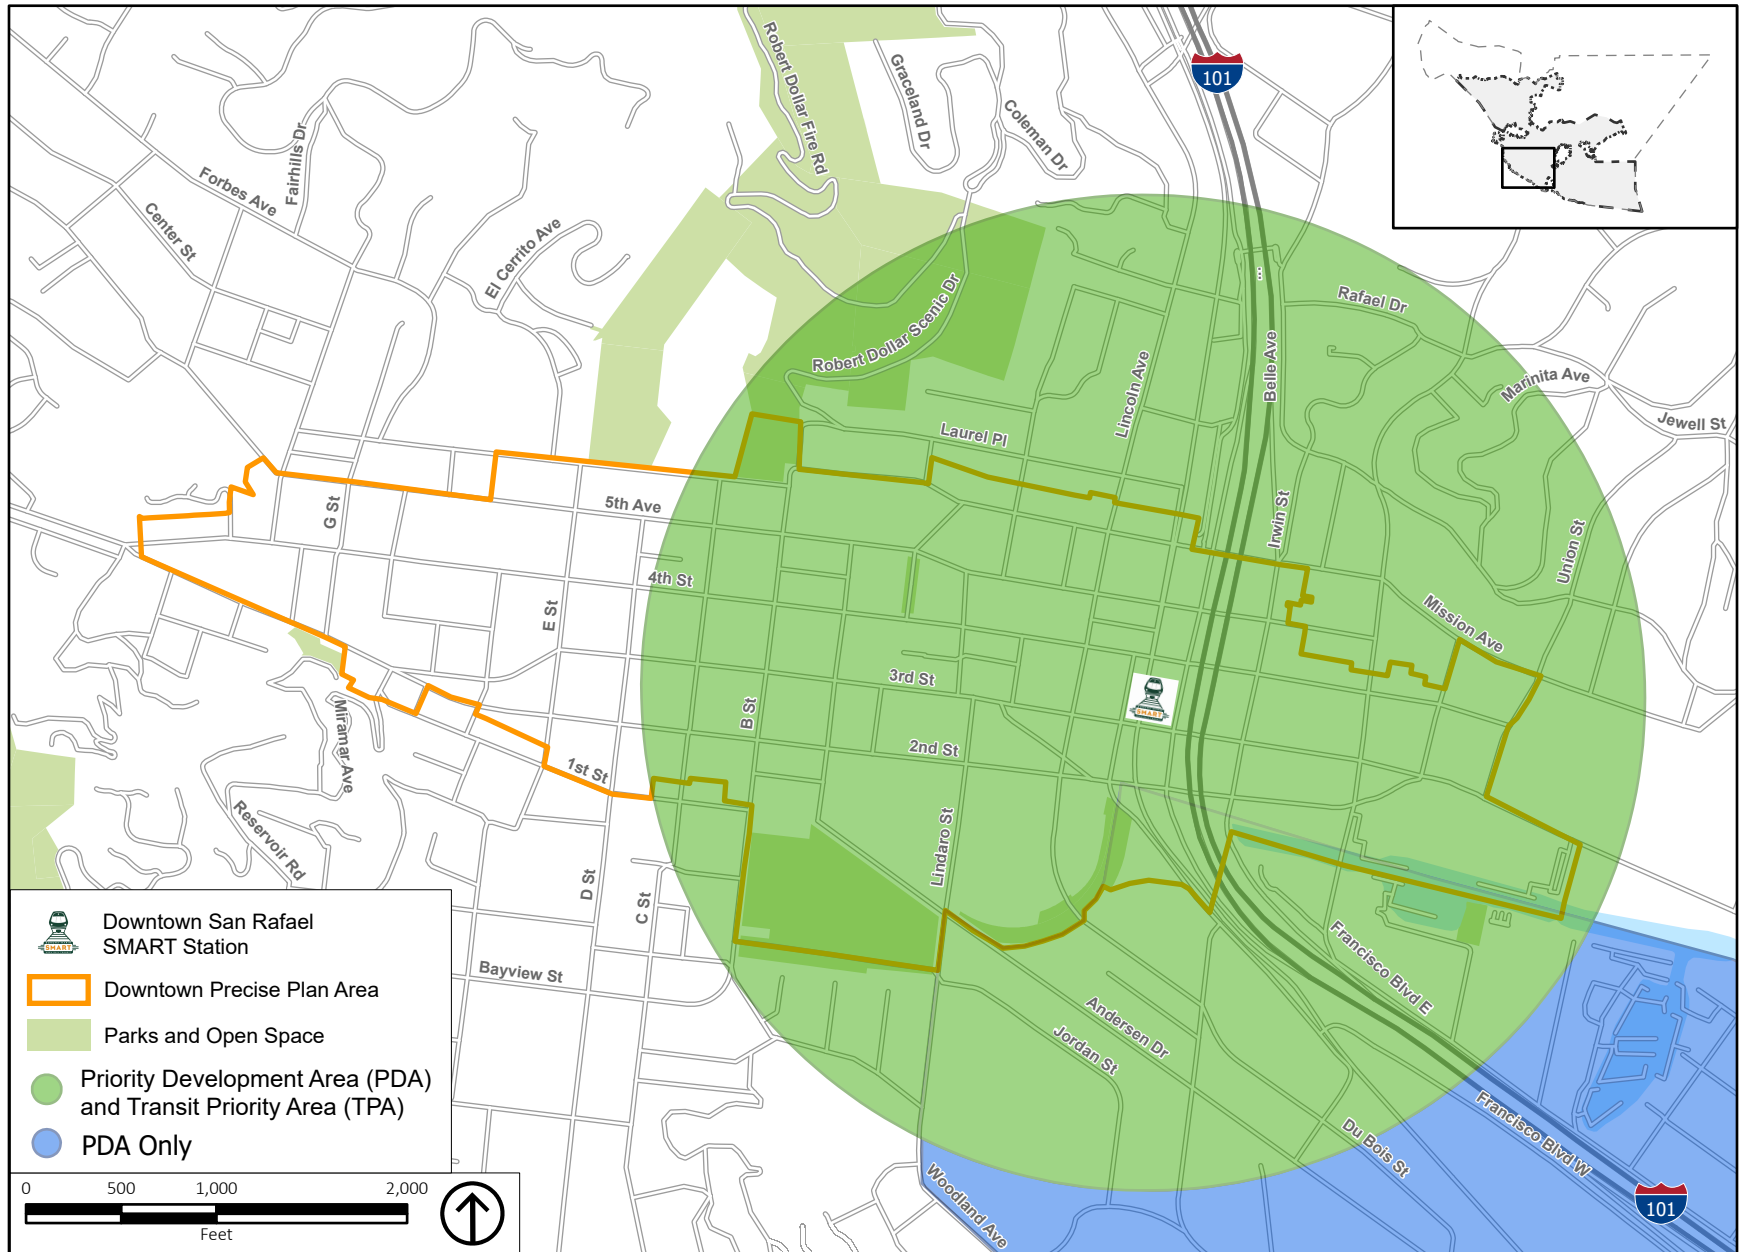 101
Robert Dollar Fire Rd
Graceland Dr
Coleman Dr
Fairhills Dr
Forbes Ave
Center St
El Cerrito Ave
...
Rafael Dr
Robert Dollar Scenic Dr
Belle Ave
Lincoln Ave
Marinita Ave
Jewell St
Laurel Pl
G St
5th Ave
Irwin St
Union St
4th St
E St
Mission Ave
3rd St
SMART
B St
Miramar Ave
2nd St
1st St
Reservoir Rd
Lindaro St
D St
C St
Francisco Blvd E
Bayview St
Andersen Dr
Jordan St
Francisco Blvd W
Du Bois St
Woodland Ave
101
SMART
Downtown San Rafael
SMART Station
Downtown Precise Plan Area
Parks and Open Space
Priority Development Area (PDA)
and Transit Priority Area (TPA)
PDA Only
0 500 1,000 2,000
Feet